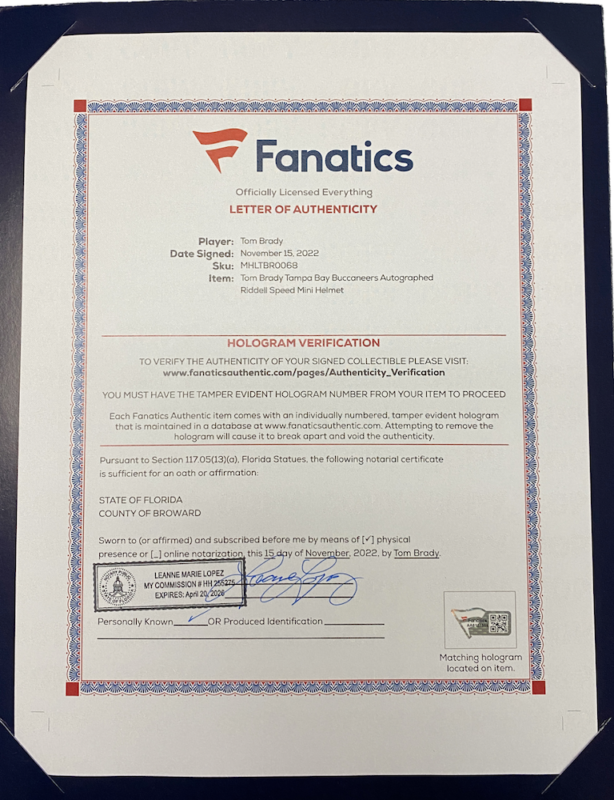 Fanatics
Officially Licensed Everything
LETTER OF AUTHENTICITY
Player: Tom Brady
Date Signed: November 15, 2022
Sku: MHLTBR0068
Item: Tom Brady Tampa Bay Buccaneers Autographed
Riddell Speed Mini Helmet
HOLOGRAM VERIFICATION
TO VERIFY THE AUTHENTICITY OF YOUR SIGNED COLLECTIBLE PLEASE VISIT:
www.fanaticsauthentic.com/pages/Authenticity_Verification
YOU MUST HAVE THE TAMPER EVIDENT HOLOGRAM NUMBER FROM YOUR ITEM TO PROCEED
Each Fanatics Authentic item comes with an individually numbered, tamper evident hologram
that is maintained in a database at www.fanaticsauthentic.com. Attempting to remove the
hologram will cause it to break apart and void the authenticity.
Pursuant to Section 117.05(13)(a), Florida Statues, the following notarial certificate
is sufficient for an oath or affirmation:
STATE OF FLORIDA
COUNTY OF BROWARD
Sworn to (or affirmed) and subscribed before me by means of [✓] physical
presence or [_] online notarization, this 15 day of November, 2022, by Tom Brady.
LEANNE MARIE LOPEZ
MY COMMISSION # HH 255275
EXPIRES: April 20, 2026
Personally Known ✓ OR Produced Identification
Matching hologram
located on item.